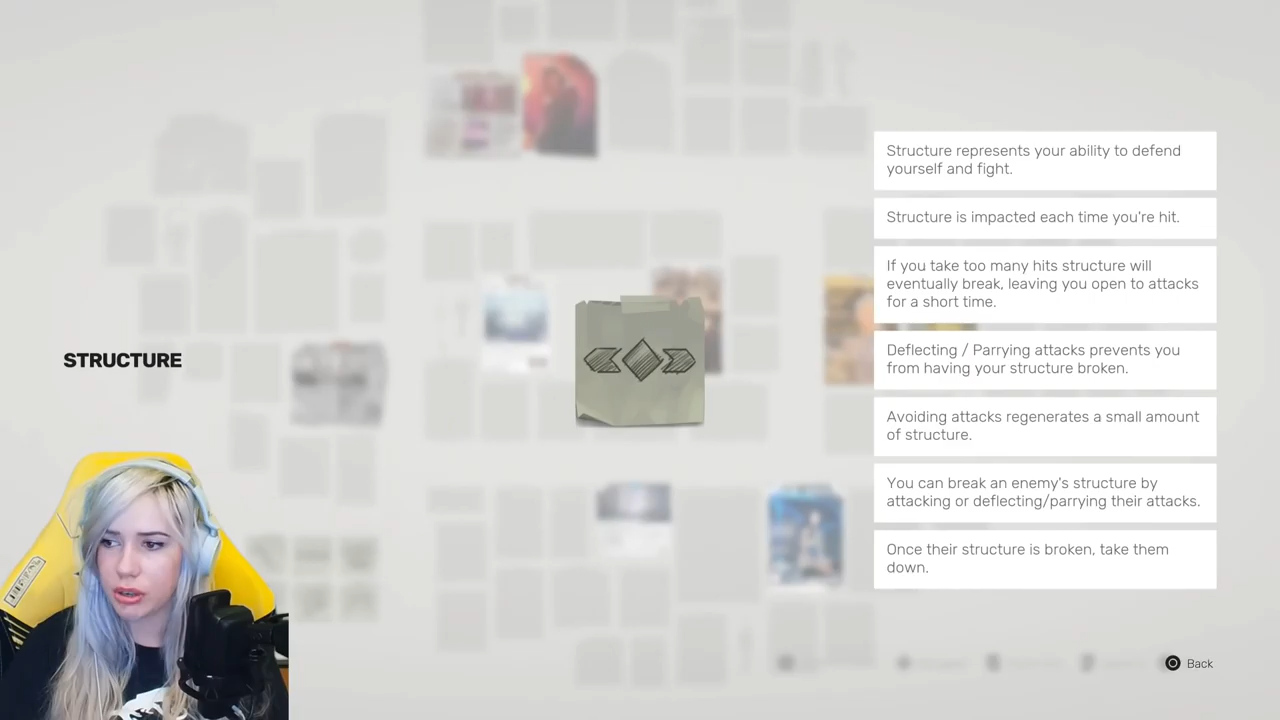 Structure represents your ability to defend
yourself and fight.
Structure is impacted each time you're hit.
If you take too many hits structure will
eventually break, leaving you open to attacks
for a short time.
STRUCTURE
Deflecting / Parrying attacks prevents you
from having your structure broken.
Avoiding attacks regenerates a small amount
of structure.
You can break an enemy's structure by
attacking or deflecting/parrying their attacks.
Once their structure is broken, take them
down.
Back